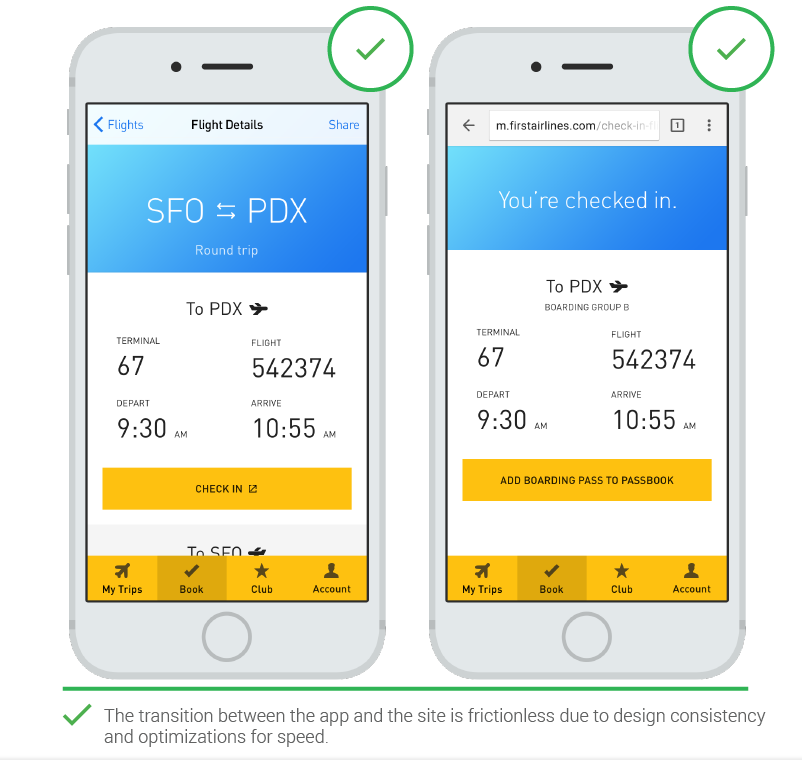 Flights Flight Details Share
SFO ⇆ PDX
Round trip
To PDX
TERMINAL FLIGHT
67 542374
DEPART ARRIVE
9:30 AM 10:55 AM
CHECK IN
To SFO
My Trips Book Club Account
m.firstairlines.com/check-in-fl 1
You're checked in.
To PDX
BOARDING GROUP B
TERMINAL FLIGHT
67 542374
DEPART ARRIVE
9:30 AM 10:55 AM
ADD BOARDING PASS TO PASSBOOK
My Trips Book Club Account
The transition between the app and the site is frictionless due to design consistency
and optimizations for speed.